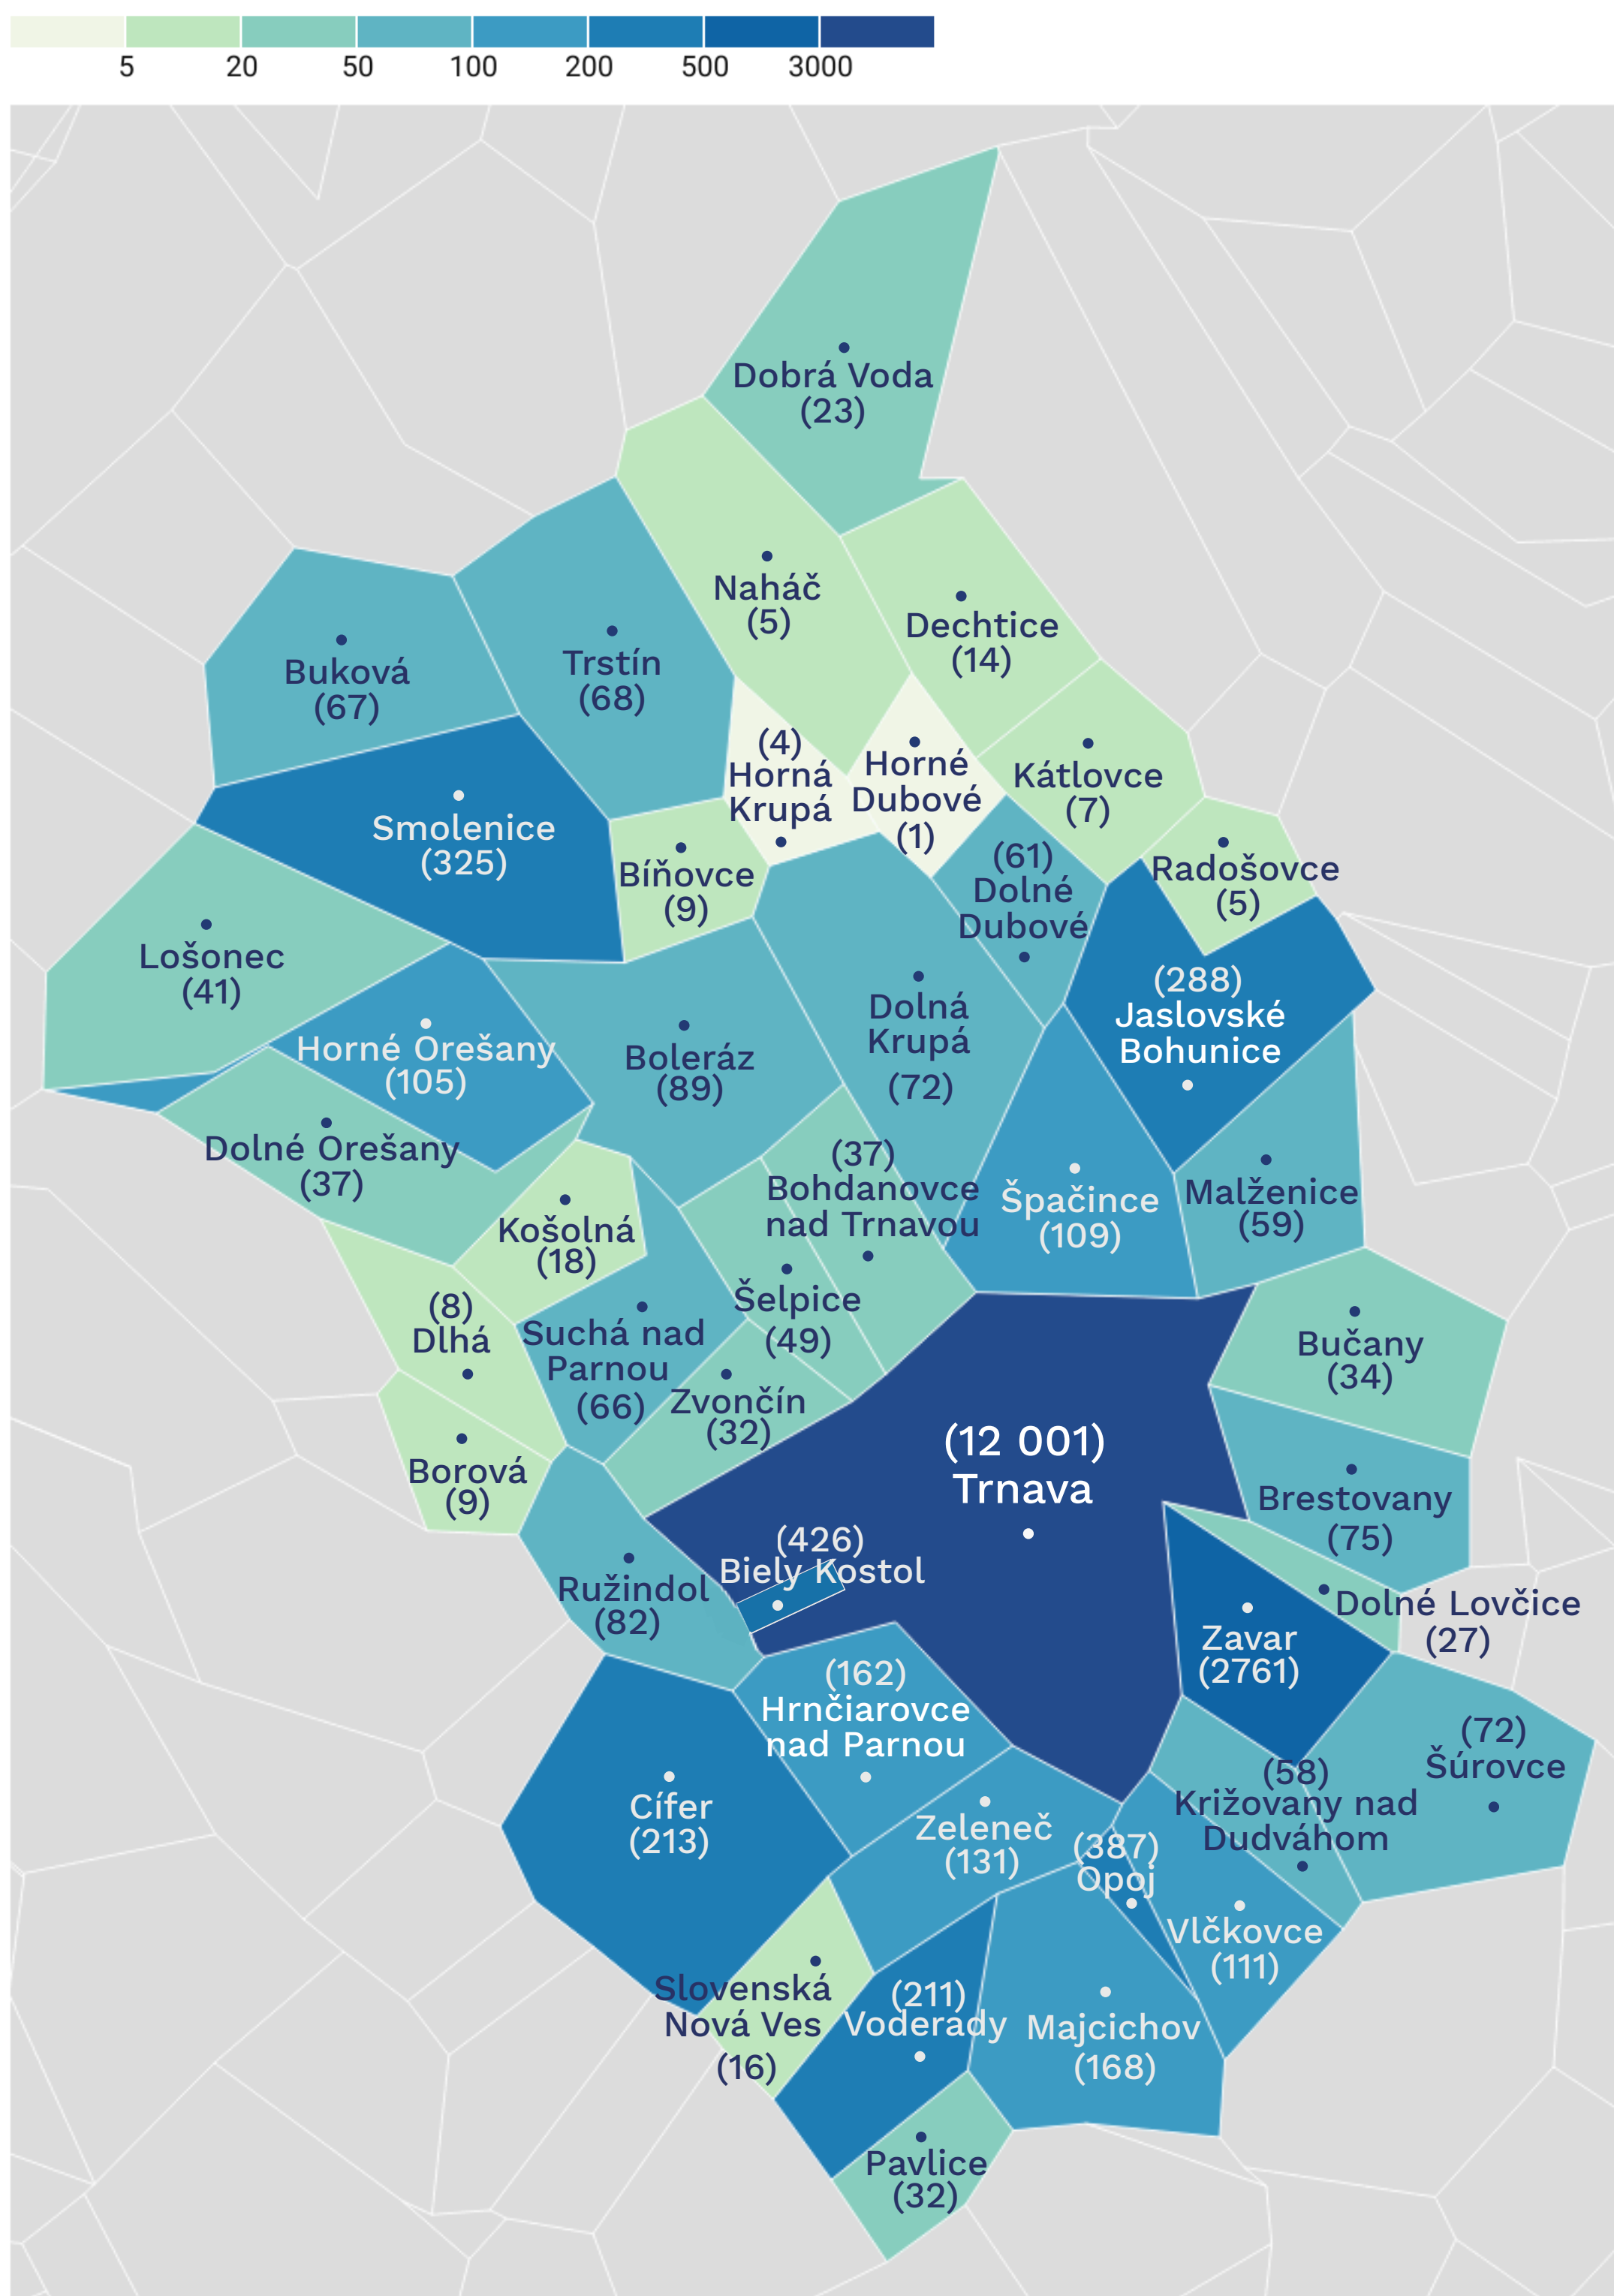 5 20 50 100 200 500 3000
Dobrá Voda
(23)
Naháč
(5)
Dechtice
(14)
Buková
(67)
Trstín
(68)
(4)
Horná
Krupá
Horné
Dubové
(1)
Kátlovce
(7)
Smolenice
(325)
Bíňovce
(9)
(61)
Dolné
Dubové
Radošovce
(5)
Lošonec
(41)
Horné Orešany
(105)
Boleráz
(89)
Dolná
Krupá
(72)
(288)
Jaslovské
Bohunice
Dolné Orešany
(37)
(37)
Bohdanovce
nad Trnavou
Špačince
(109)
Malženice
(59)
Košolná
(18)
(8)
Dlhá
Suchá nad
Parnou
(66)
Šelpice
(49)
Bučany
(34)
Zvončín
(32)
Borová
(9)
(12 001)
Trnava
Brestovany
(75)
(426)
Biely Kostol
Ružindol
(82)
Dolné Lovčice
(27)
Zavar
(2761)
(162)
Hrnčiarovce
nad Parnou
(72)
Šúrovce
(58)
Križovany nad
Dudváhom
Cífer
(213)
Zeleneč
(131)
(387)
Opoj
Vlčkovce
(111)
Slovenská
Nová Ves
(16)
(211)
Voderady
Majcichov
(168)
Pavlice
(32)